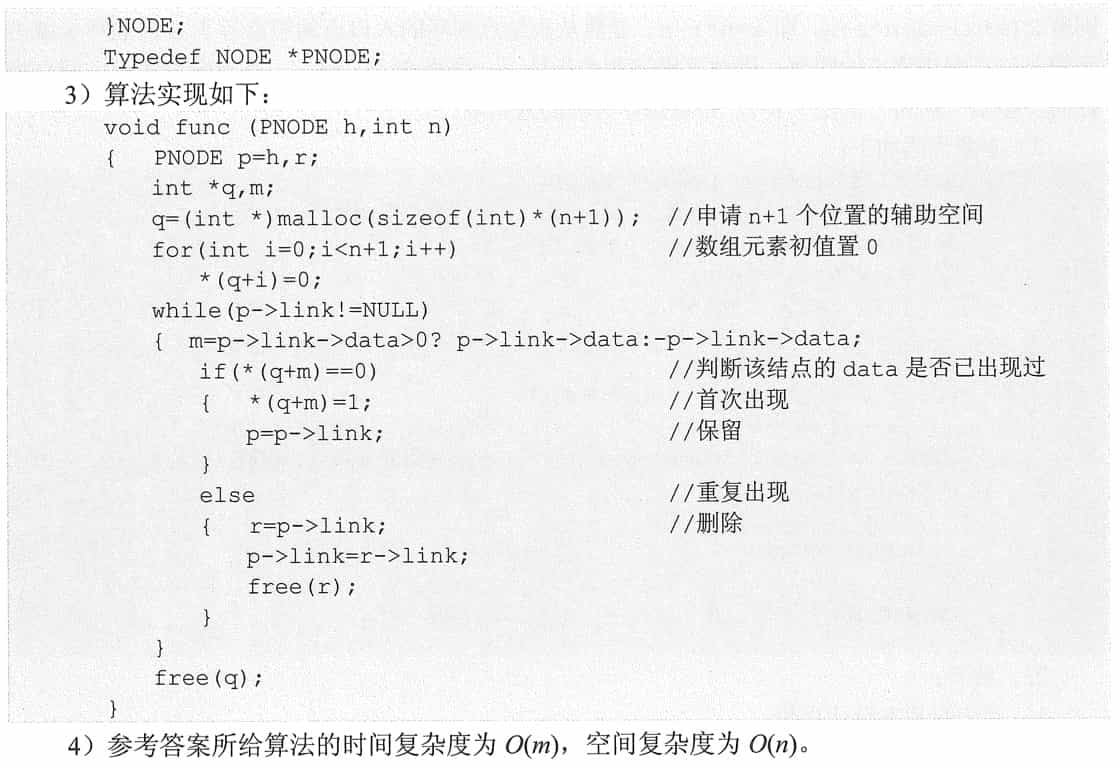 }NODE;
Typedef NODE *PNODE;
3）算法实现如下：
void func (PNODE h,int n)
{ PNODE p=h,r;
int *q,m;
q=(int *)malloc(sizeof(int)*(n+1)); //申请 n+1 个位置的辅助空间
for(int i=0;i<n+1;i++) //数组元素初值置 0
*(q+i)=0;
while(p->link!=NULL)
{ m=p->link->data>0? p->link->data:-p->link->data;
if(*(q+m)==0) //判断该结点的 data 是否已出现过
{ *(q+m)=1; //首次出现
p=p->link; //保留
}
else //重复出现
{ r=p->link; //删除
p->link=r->link;
free(r);
}
}
free(q);
}
4）参考答案所给算法的时间复杂度为 O(m)，空间复杂度为 O(n)。